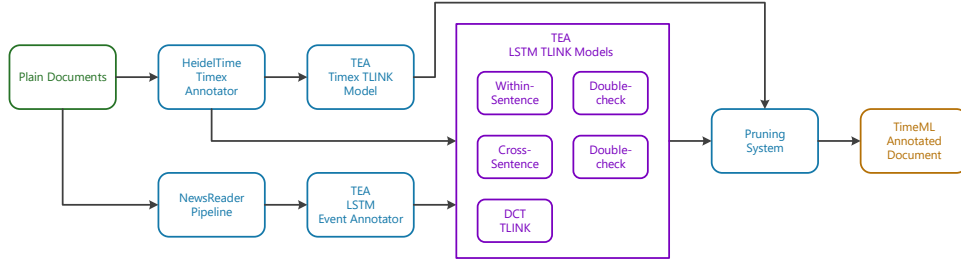 Plain Documents
HeidelTime
Timex
Annotator
TEA
Timex TLINK
Model
TEA
LSTM TLINK Models
Within-
Sentence
Double-
check
Cross-
Sentence
Double-
check
DCT
TLINK
NewsReader
Pipeline
TEA
LSTM
Event Annotator
Pruning
System
TimeML
Annotated
Document